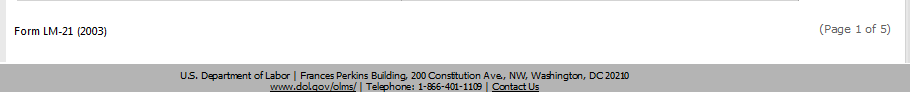 Form LM-21 (2003) (Page 1 of 5)
U.S. Department of Labor | Frances Perkins Building, 200 Constitution Ave., NW, Washington, DC 20210
www.dol.gov/olms/ | Telephone: 1-866-401-1109 | Contact Us